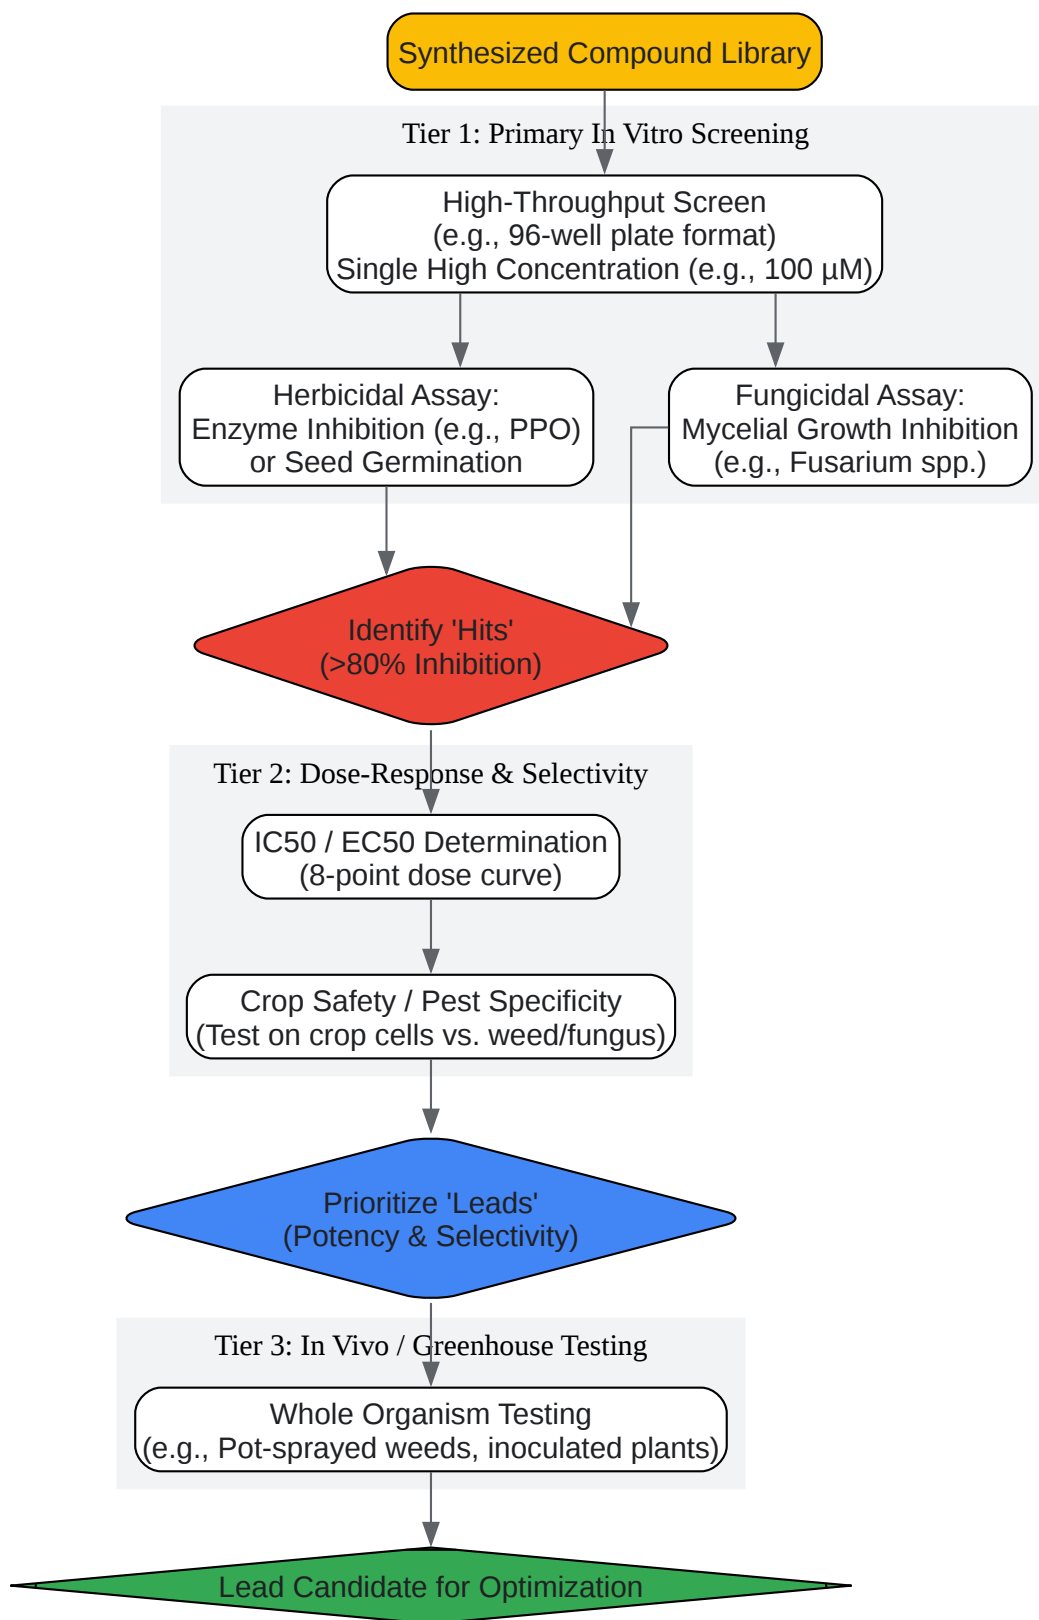 Synthesized Compound Library
Tier 1: Primary In Vitro Screening
High-Throughput Screen
(e.g., 96-well plate format)
Single High Concentration (e.g., 100 µM)
Herbicidal Assay:
Enzyme Inhibition (e.g., PPO)
or Seed Germination
Fungicidal Assay:
Mycelial Growth Inhibition
(e.g., Fusarium spp.)
Identify 'Hits'
(>80% Inhibition)
Tier 2: Dose-Response & Selectivity
IC50 / EC50 Determination
(8-point dose curve)
Crop Safety / Pest Specificity
(Test on crop cells vs. weed/fungus)
Prioritize 'Leads'
(Potency & Selectivity)
Tier 3: In Vivo / Greenhouse Testing
Whole Organism Testing
(e.g., Pot-sprayed weeds, inoculated plants)
Lead Candidate for Optimization